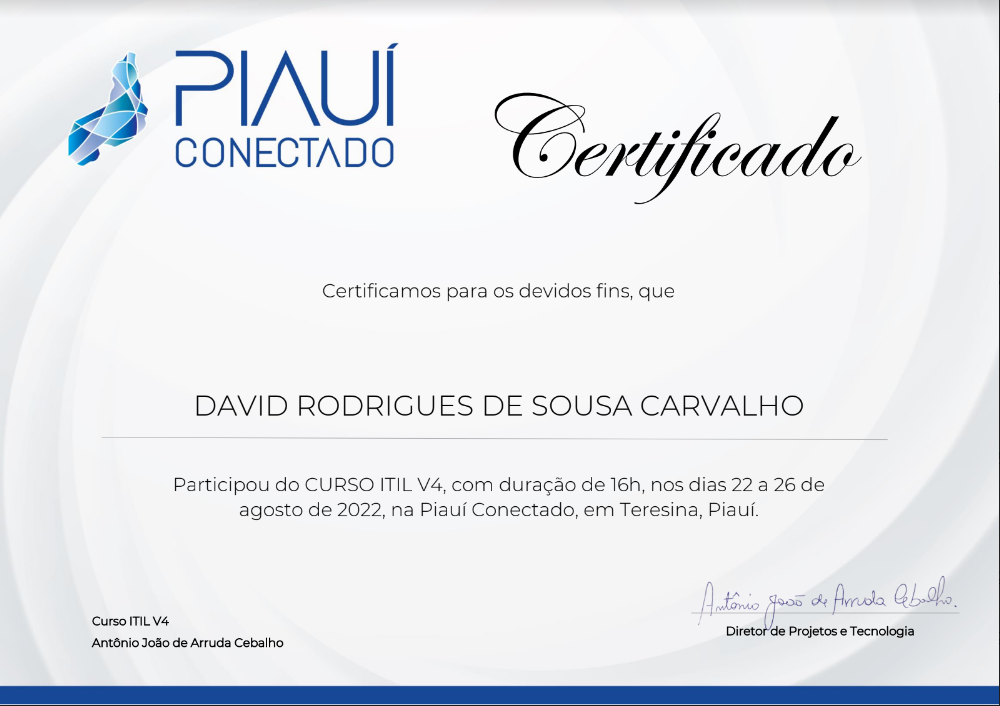 PIAUÍ
CONECTADO
Certificado
Certificamos para os devidos fins, que
DAVID RODRIGUES DE SOUSA CARVALHO
Participou do CURSO ITIL V4, com duração de 16h, nos dias 22 a 26 de
agosto de 2022, na Piauí Conectado, em Teresina, Piauí.
Antônio João de Arruda Cebalho.
Diretor de Projetos e Tecnologia
Curso ITIL V4
Antônio João de Arruda Cebalho